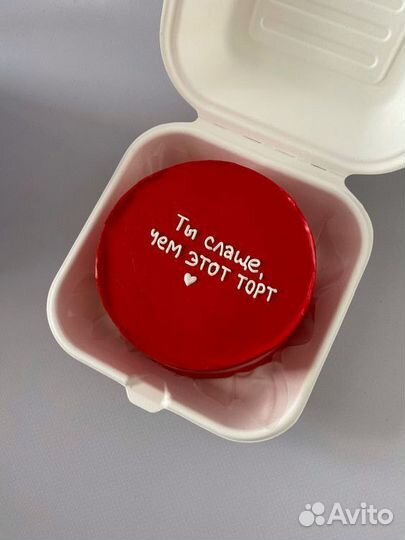 Ты слаще,
чем этот торт
Avito